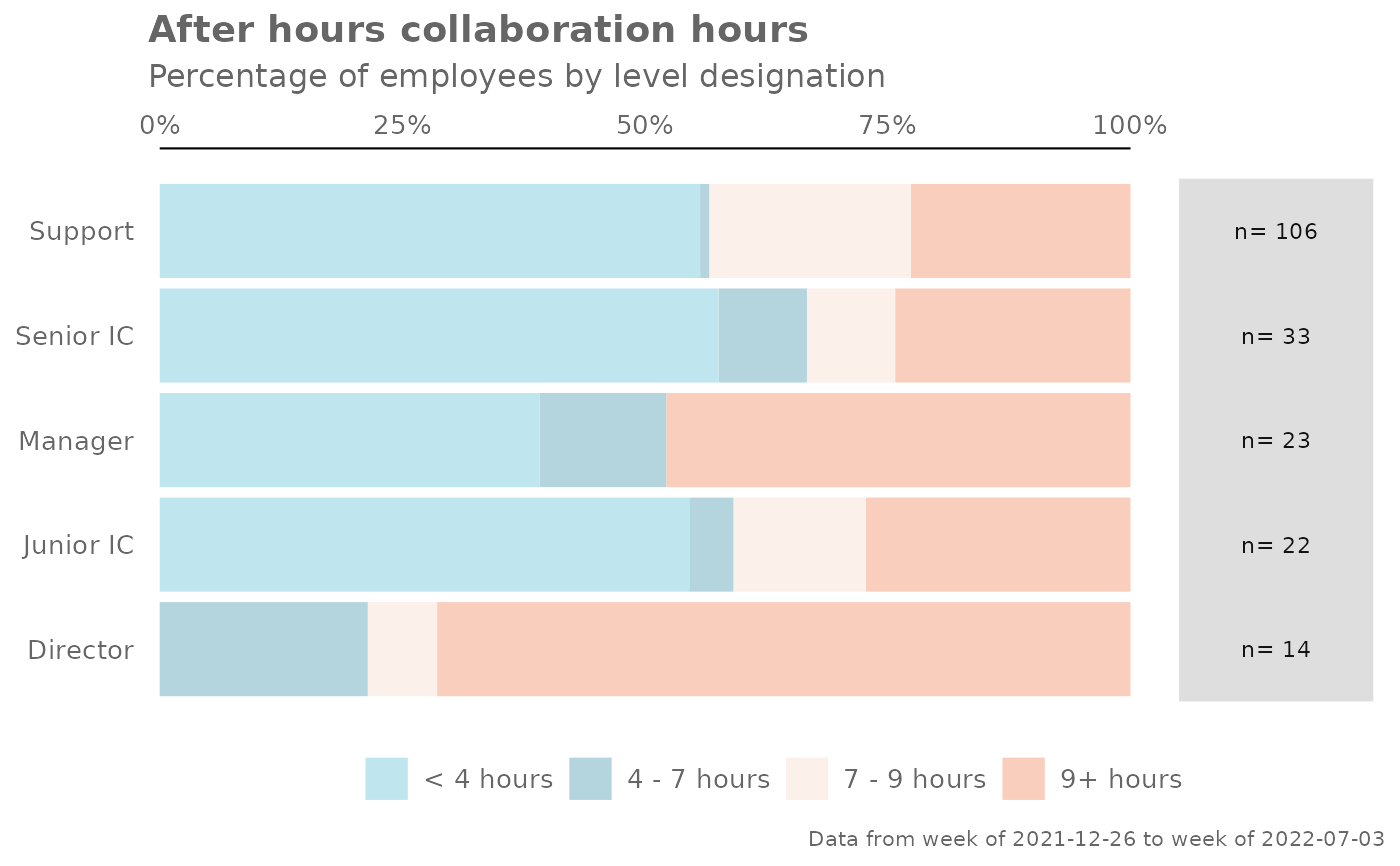 After hours collaboration hours
Percentage of employees by level designation
0% 25% 50% 75% 100%
Support n= 106
Senior IC n= 33
Manager n= 23
Junior IC n= 22
Director n= 14
< 4 hours 4 - 7 hours 7 - 9 hours 9+ hours
Data from week of 2021-12-26 to week of 2022-07-03